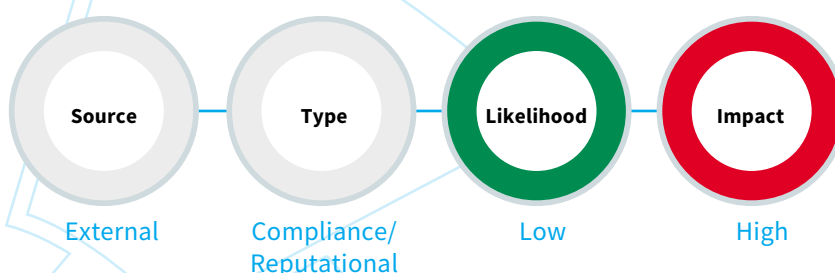 Source
Type
Likelihood
Impact
External
Compliance/
Reputational
Low
High